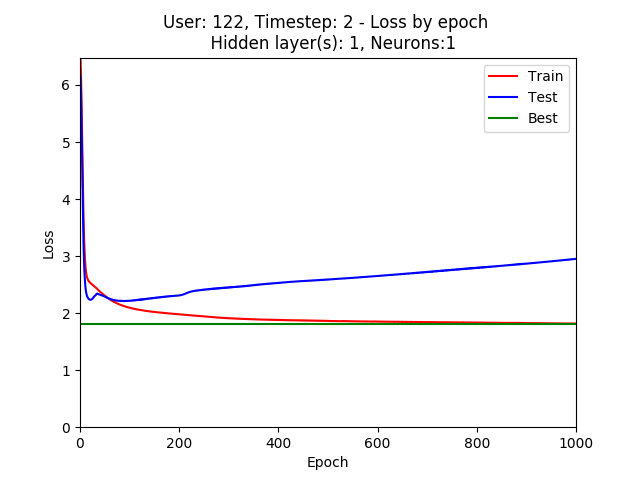 User: 122, Timestep: 2 - Loss by epoch
Hidden layer(s): 1, Neurons:1
Train
Test
Best
6
5
4
3
2
1
0
Loss
0 200 400 600 800 1000
Epoch